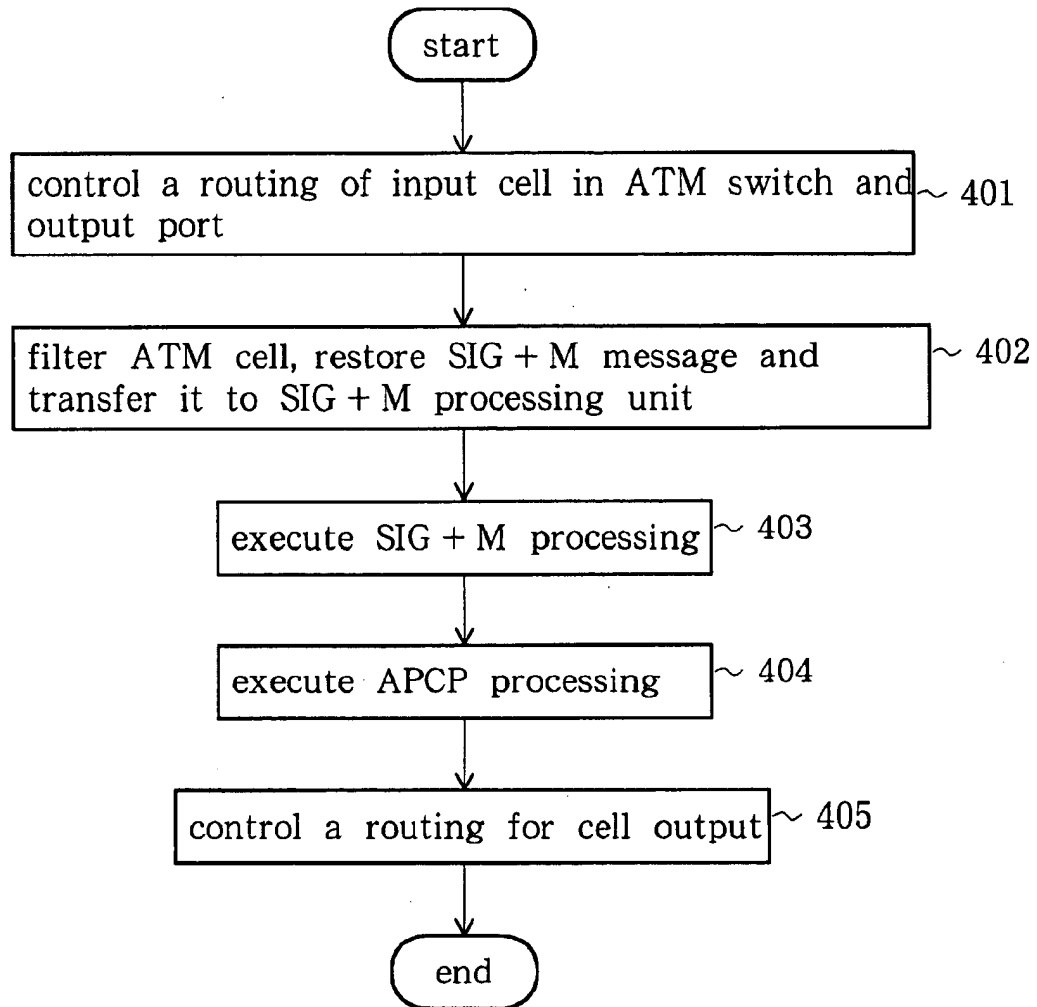 start
control a routing of input cell in ATM switch and
output port
~ 401
filter ATM cell, restore SIG + M message and
transfer it to SIG + M processing unit
~ 402
execute SIG + M processing
~ 403
execute APCP processing
~ 404
control a routing for cell output
~ 405
end